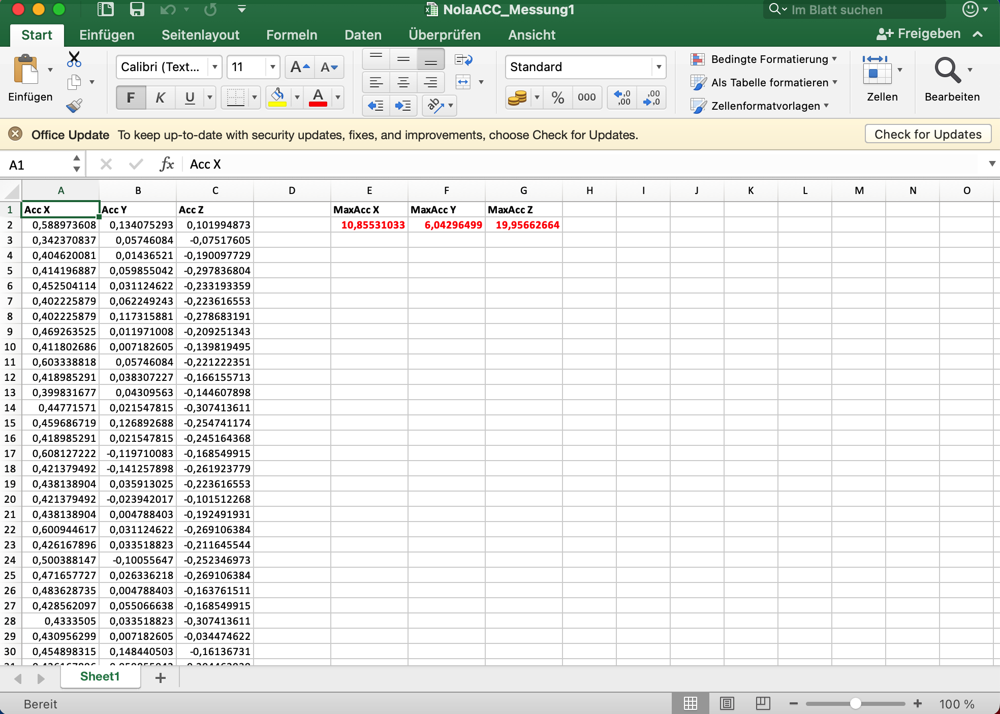 NolaACC_Messung1
Im Blatt suchen
Start Einfügen Seitenlayout Formeln Daten Überprüfen Ansicht Freigeben
Einfügen
Calibri (Text... 11 A A
F K U A
Standard
% 000 ,0 ,00 ,00 ,0
Bedingte Formatierung
Als Tabelle formatieren
Zellenformatvorlagen
Zellen
Bearbeiten
Office Update To keep up-to-date with security updates, fixes, and improvements, choose Check for Updates. Check for Updates
A1 fx Acc X
A B C D E F G H I J K L M N O
1 Acc X Acc Y Acc Z MaxAcc X MaxAcc Y MaxAcc Z
2 0,588973608 0,134075293 0,101994873 10,85531033 6,04296499 19,95662664
3 0,342370837 0,05746084 -0,07517605
4 0,404620081 0,01436521 -0,190097729
5 0,414196887 0,059855042 -0,297836804
6 0,452504114 0,031124622 -0,233193359
7 0,402225879 0,062249243 -0,223616553
8 0,402225879 0,117315881 -0,278683191
9 0,469263525 0,011971008 -0,209251343
10 0,411802686 0,007182605 -0,139819495
11 0,603338818 0,05746084 -0,221222351
12 0,418985291 0,038307227 -0,166155713
13 0,399831677 0,04309563 -0,144607898
14 0,44771571 0,021547815 -0,307413611
15 0,459686719 0,126892688 -0,254741174
16 0,418985291 0,021547815 -0,245164368
17 0,608127222 -0,119710083 -0,168549915
18 0,421379492 -0,141257898 -0,261923779
19 0,438138904 0,035913025 -0,223616553
20 0,421379492 -0,023942017 -0,101512268
21 0,438138904 0,004788403 -0,192491931
22 0,600944617 0,031124622 -0,269106384
23 0,426167896 0,033518823 -0,211645544
24 0,500388147 -0,10055647 -0,252346973
25 0,471657727 0,026336218 -0,269106384
26 0,483628735 0,004788403 -0,163761511
27 0,428562097 0,055066638 -0,168549915
28 0,4333505 0,033518823 -0,307413611
29 0,430956299 0,007182605 -0,034474622
30 0,454898315 0,148440503 -0,16136731
Sheet1 +
Bereit 100 %